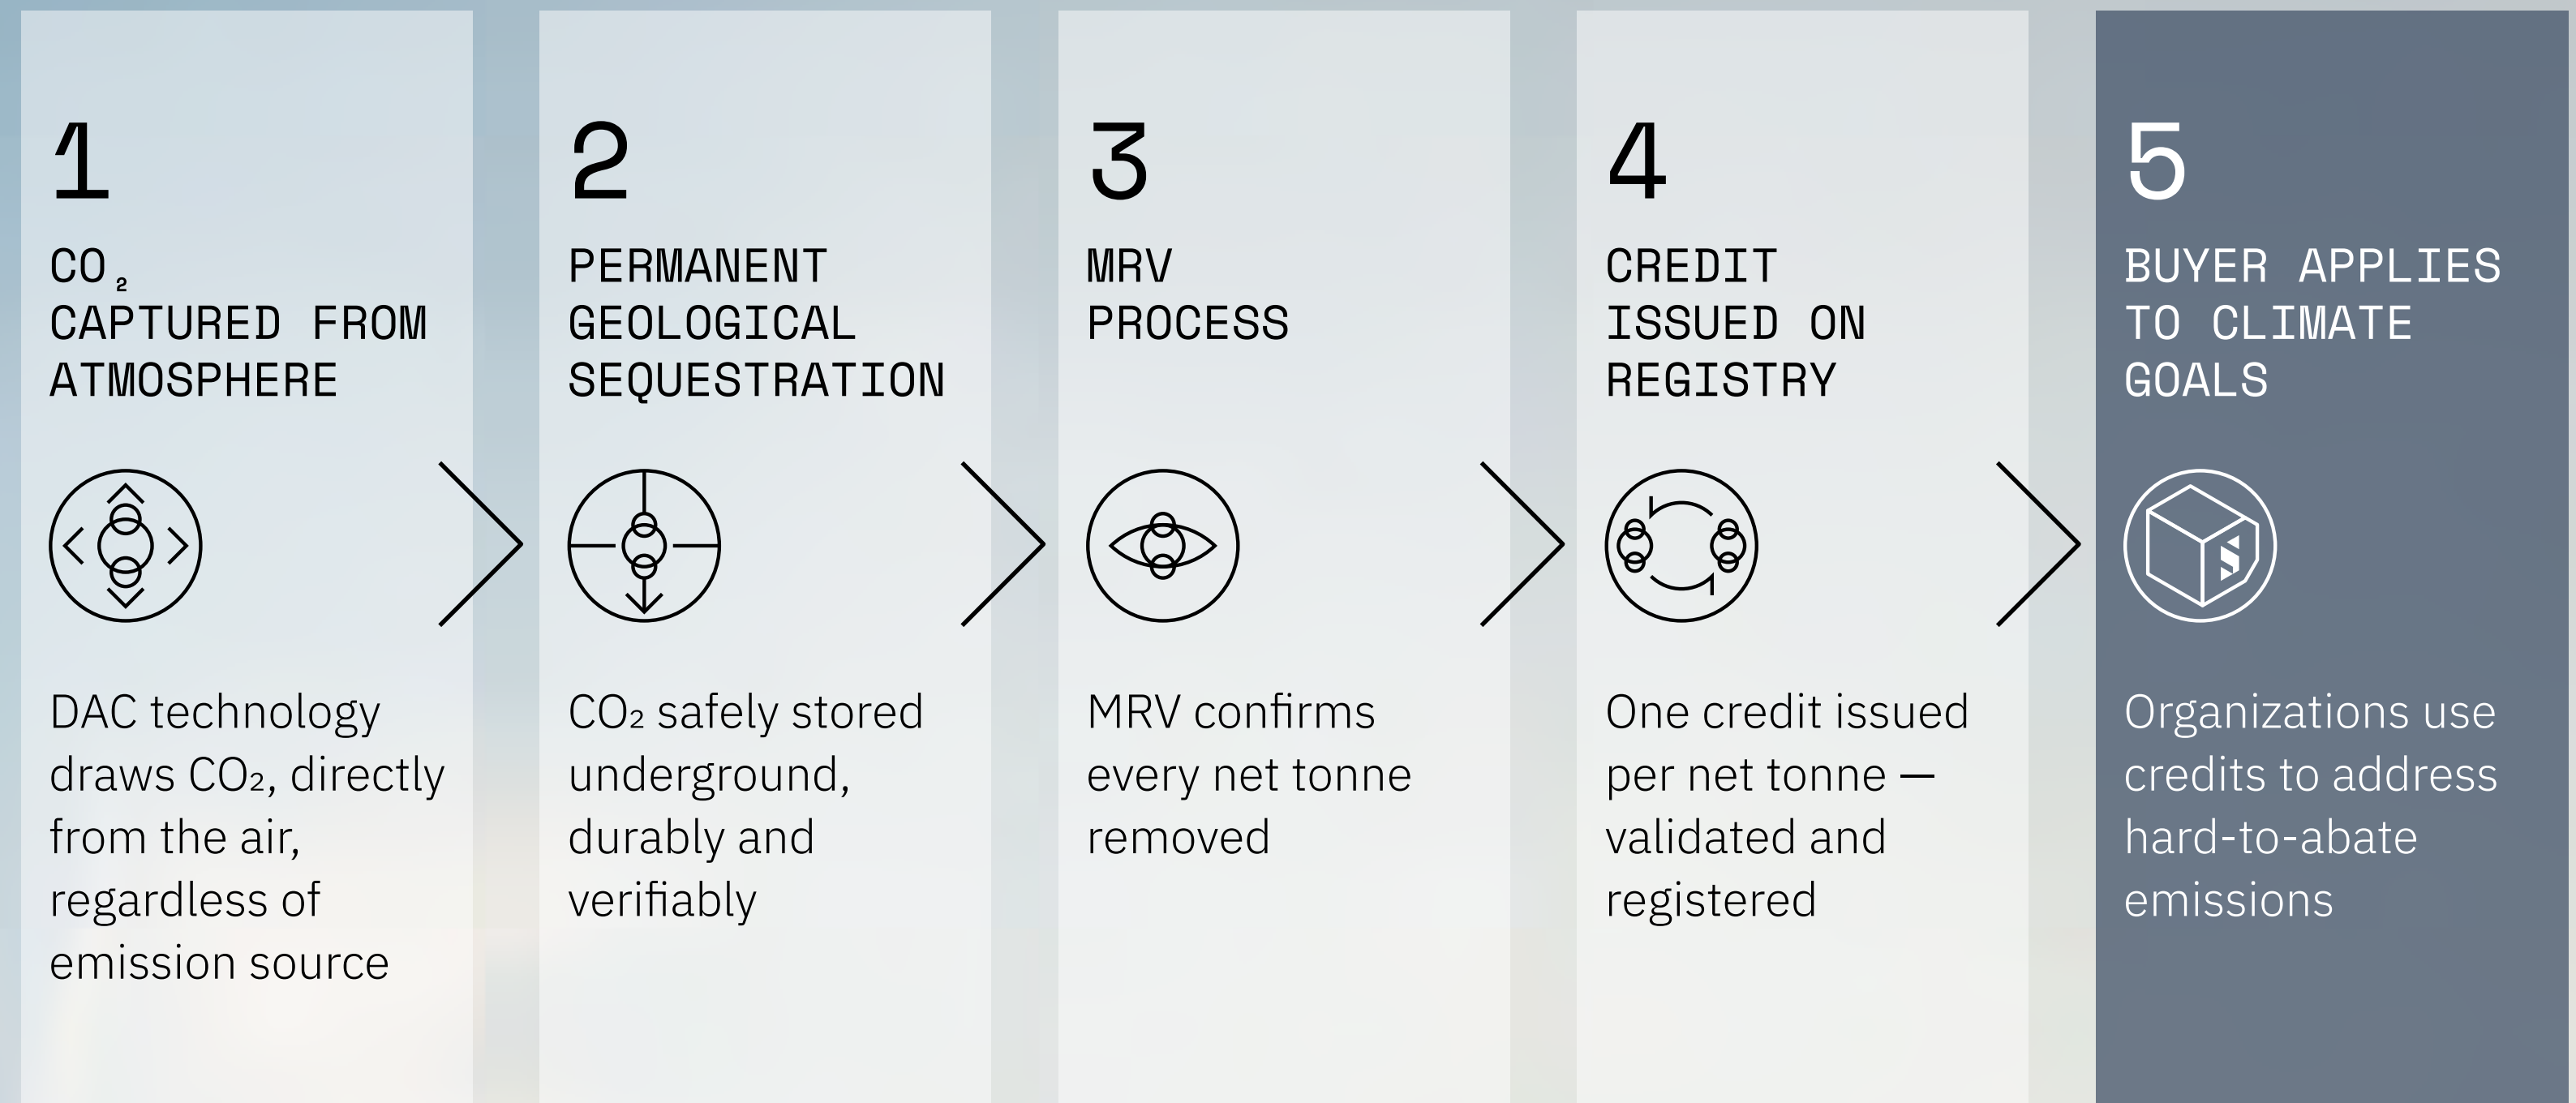 1
CO₂
CAPTURED FROM
ATMOSPHERE
DAC technology
draws CO₂, directly
from the air,
regardless of
emission source
2
PERMANENT
GEOLOGICAL
SEQUESTRATION
CO₂ safely stored
underground,
durably and
verifiably
3
MRV
PROCESS
MRV confirms
every net tonne
removed
4
CREDIT
ISSUED ON
REGISTRY
One credit issued
per net tonne —
validated and
registered
5
BUYER APPLIES
TO CLIMATE
GOALS
S
Organizations use
credits to address
hard-to-abate
emissions